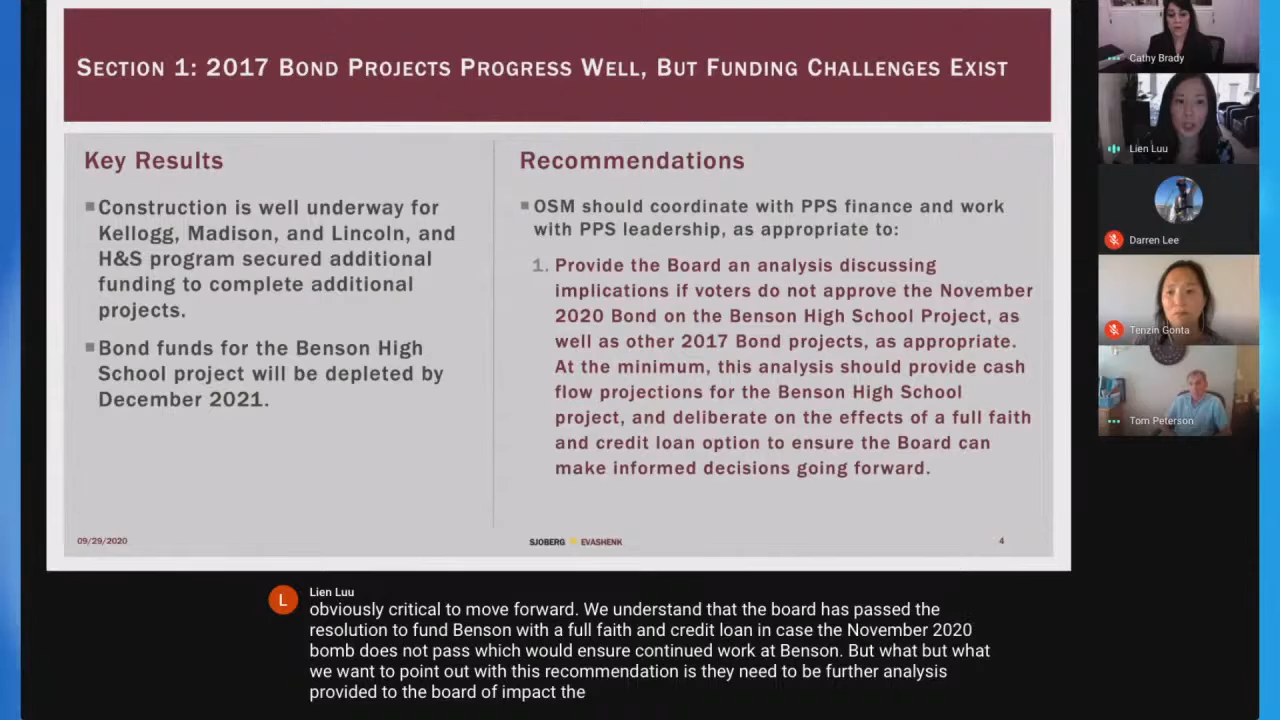 SECTION 1: 2017 BOND PROJECTS PROGRESS WELL, BUT FUNDING CHALLENGES EXIST
Key Results
Construction is well underway for
Kellogg, Madison, and Lincoln, and
H&S program secured additional
funding to complete additional
projects.
Bond funds for the Benson High
School project will be depleted by
December 2021.
Recommendations
OSM should coordinate with PPS finance and work
with PPS leadership, as appropriate to:
1. Provide the Board an analysis discussing
implications if voters do not approve the November
2020 Bond on the Benson High School Project, as
well as other 2017 Bond projects, as appropriate.
At the minimum, this analysis should provide cash
flow projections for the Benson High School
project, and deliberate on the effects of a full faith
and credit loan option to ensure the Board can
make informed decisions going forward.
09/29/2020
SJOBERG EVASHENK
4
Cathy Brady
Lien Luu
Darren Lee
Tenzin Gonta
Tom Peterson
L
Lien Luu
obviously critical to move forward. We understand that the board has passed the
resolution to fund Benson with a full faith and credit loan in case the November 2020
bomb does not pass which would ensure continued work at Benson. But what but what
we want to point out with this recommendation is they need to be further analysis
provided to the board of impact the